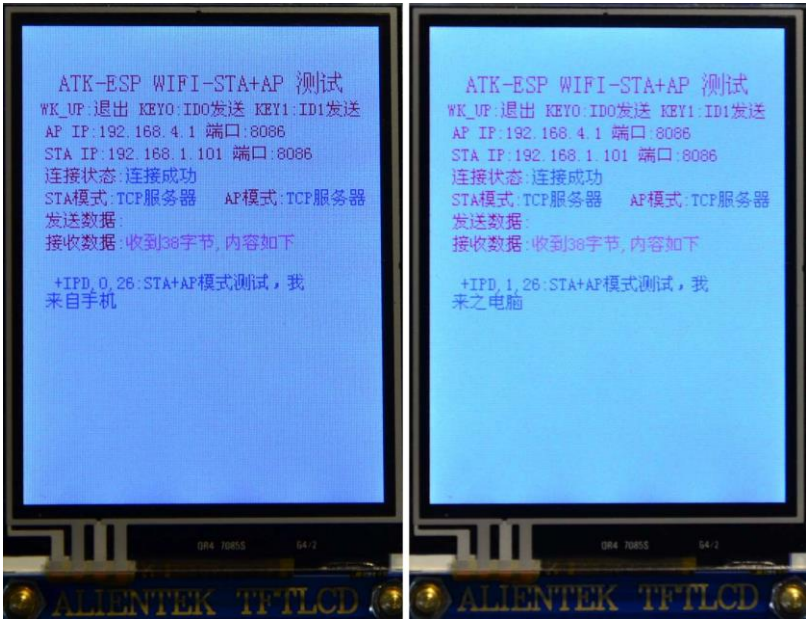 ATK-ESP WIFI-STA+AP 测试
WK_UP:退出 KEY0:ID0发送 KEY1:ID1发送
AP IP:192.168.4.1 端口:8086
STA IP:192.168.1.101 端口:8086
连接状态:连接成功
STA模式:TCP服务器 AP模式:TCP服务器
发送数据:
接收数据:收到38字节,内容如下
+IPD,0,26:STA+AP模式测试，我
来自手机
ALIENTEK TFTLCD
ATK-ESP WIFI-STA+AP 测试
WK_UP:退出 KEY0:ID0发送 KEY1:ID1发送
AP IP:192.168.4.1 端口:8086
STA IP:192.168.1.101 端口:8086
连接状态:连接成功
STA模式:TCP服务器 AP模式:TCP服务器
发送数据:
接收数据:收到38字节,内容如下
+IPD,1,26:STA+AP模式测试，我
来之电脑
ALIENTEK TFTLCD